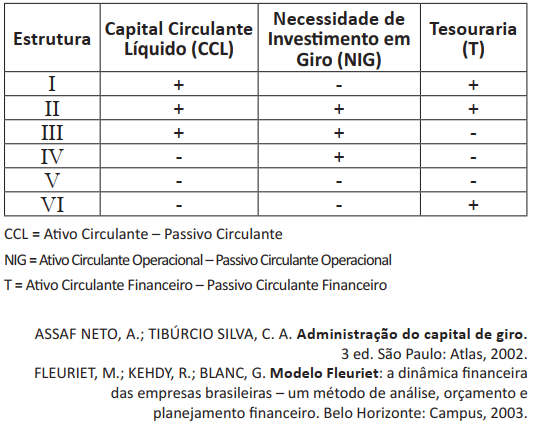 Estrutura Capital Circulante Líquido (CCL) Necessidade de Investimento em Giro (NIG) Tesouraria (T)
I + - +
II + + +
III + + -
IV - + -
V - - -
VI - - +
CCL = Ativo Circulante – Passivo Circulante
NIG = Ativo Circulante Operacional – Passivo Circulante Operacional
T = Ativo Circulante Financeiro – Passivo Circulante Financeiro
ASSAF NETO, A.; TIBÚRCIO SILVA, C. A. Administração do capital de giro.
3 ed. São Paulo: Atlas, 2002.
FLEURIET, M.; KEHDY, R.; BLANC, G. Modelo Fleuriet: a dinâmica financeira
das empresas brasileiras – um método de análise, orçamento e
planejamento financeiro. Belo Horizonte: Campus, 2003.